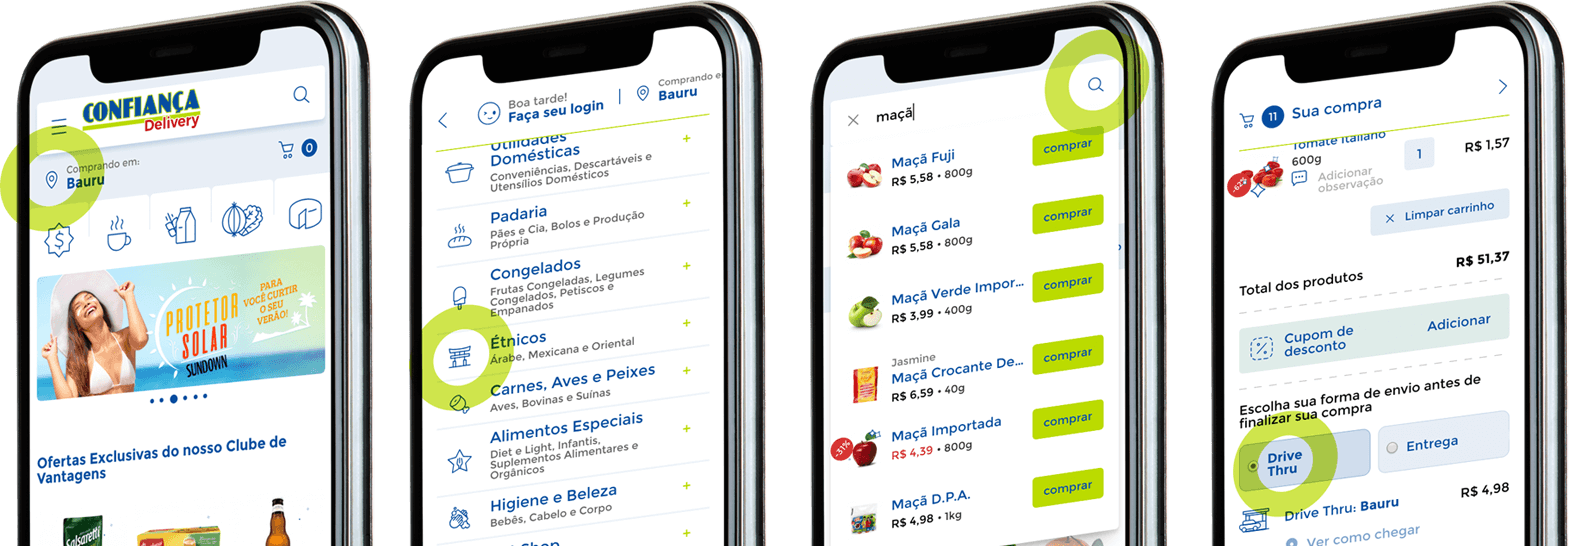 CONFIANÇA
Delivery
Comprando em:
Bauru
0
PARA
VOCÊ CURTIR
O SEU
VERÃO!
PROTETOR
SOLAR
SUNDOWN
Ofertas Exclusivas do nosso Clube de
Vantagens
Salsaretti
Boa tarde!
Faça seu login
Comprando em
Bauru
Utilidades
Domésticas
Conveniências, Descartáveis e
Utensílios Domésticos
Padaria
Pães e Cia, Bolos e Produção
Própria
Congelados
Frutas Congeladas, Legumes
Congelados, Petiscos e
Empanados
Étnicos
Árabe, Mexicana e Oriental
Carnes, Aves e Peixes
Aves, Bovinas e Suínas
Alimentos Especiais
Diet e Light, Infantis,
Suplementos Alimentares e
Orgânicos
Higiene e Beleza
Bebês, Cabelo e Corpo
Shop
maçã
Maçã Fuji
R$ 5,58 • 800g
comprar
Maçã Gala
R$ 5,58 • 800g
comprar
Maçã Verde Impor...
R$ 3,99 • 400g
comprar
Jasmine
Maçã Crocante De...
R$ 6,59 • 40g
comprar
-31%
Maçã Importada
R$ 4,39 • 800g
comprar
Maçã D.P.A.
R$ 4,98 • 1kg
comprar
11 Sua compra
Tomate Italiano
600g
1
R$ 1,57
-62%
Adicionar
observação
Limpar carrinho
Total dos produtos
R$ 51,37
Cupom de
desconto
Adicionar
Escolha sua forma de envio antes de
finalizar sua compra
Drive
Thru
Entrega
Drive Thru: Bauru
R$ 4,98
Ver como chegar